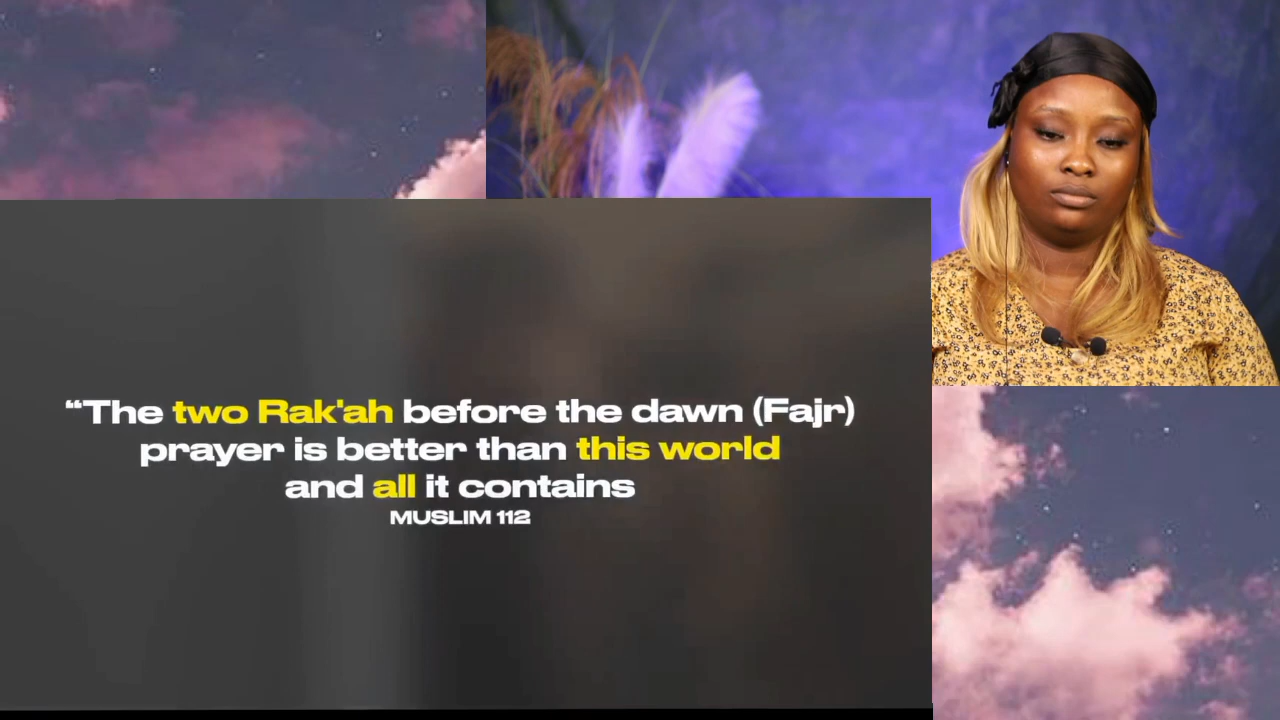 “The two Rak'ah before the dawn (Fajr)
prayer is better than this world
and all it contains
MUSLIM 112